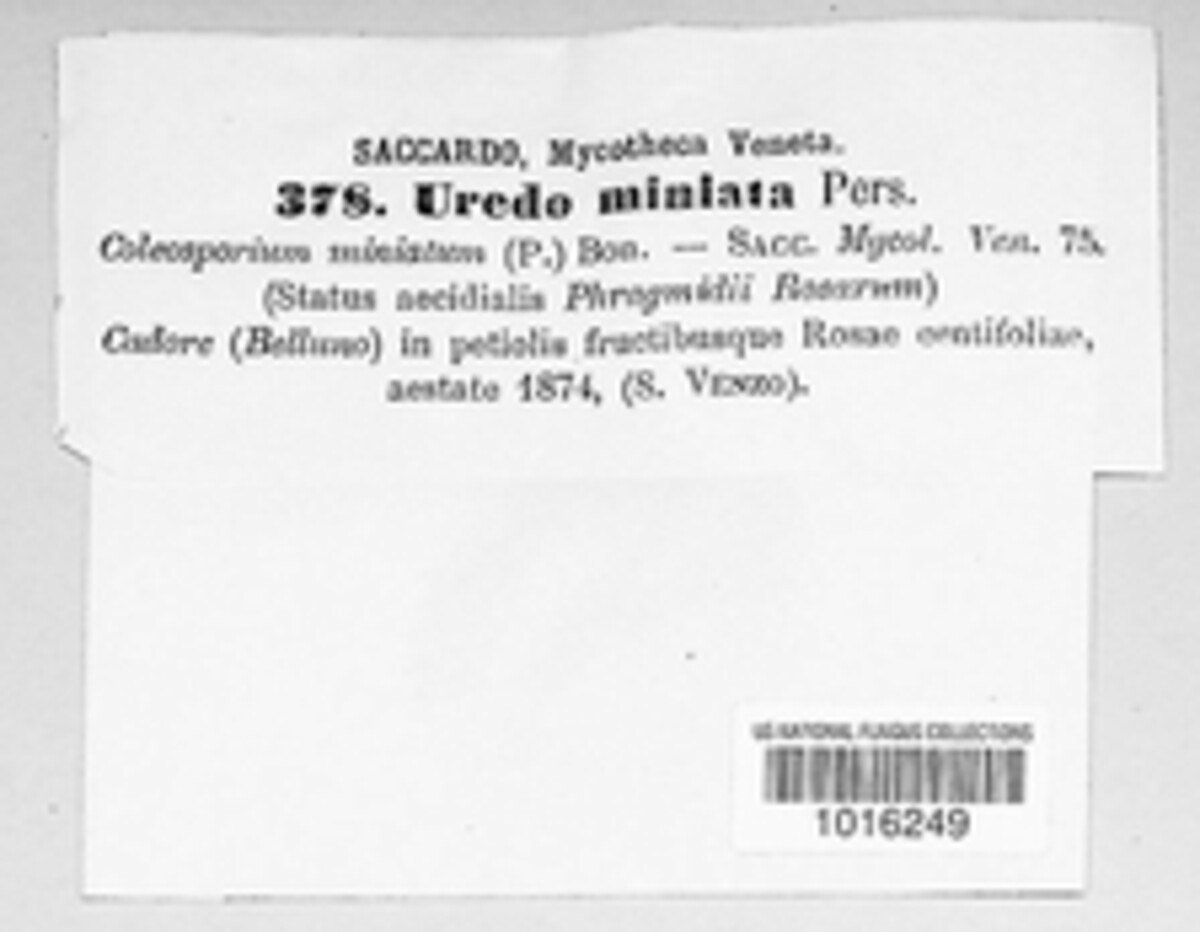 SACCARDO, Mycotheca Veneta.
378. Uredo miniata Pers.
Coleosporium miniatum (P.) Bon. — SACC. Mycol. Ven. 75.
(Status aecidialis Phragmidii Rosarum)
Cadore (Belluno) in petiolis fructibusque Rosae centifoliae,
aestate 1874, (S. VENZO).
US NATIONAL FUNGUS COLLECTIONS
1016249